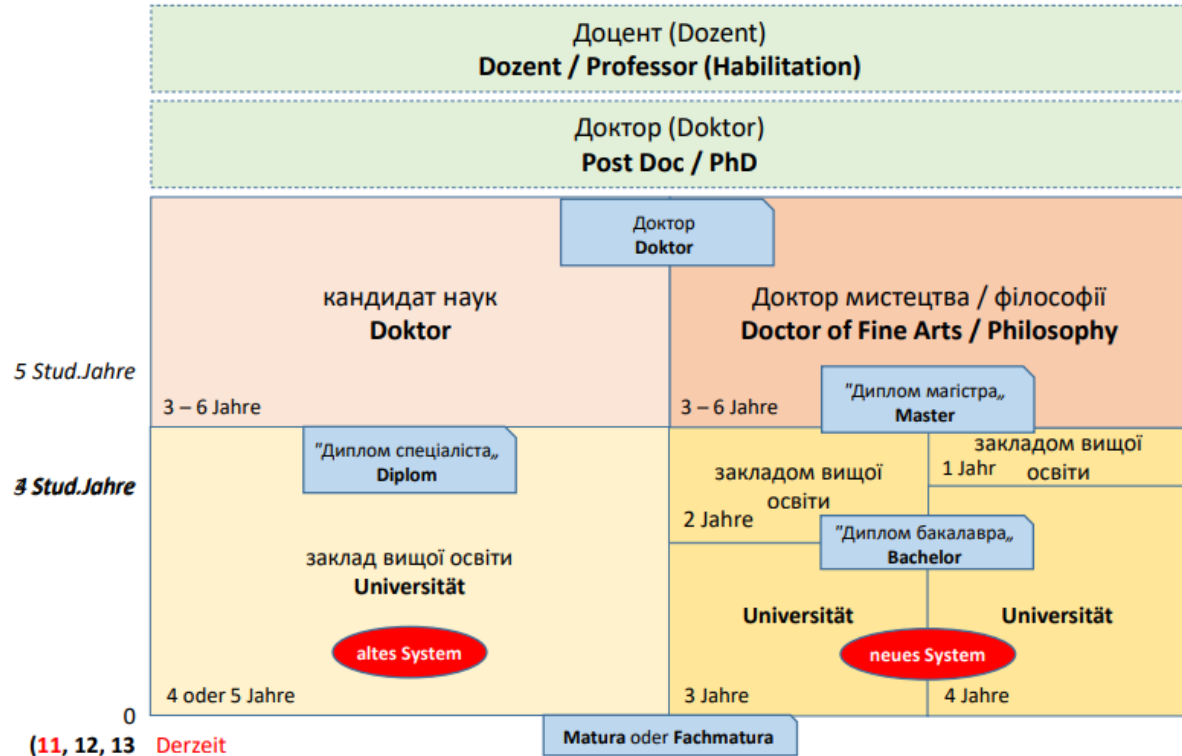 Доцент (Dozent)
Dozent / Professor (Habilitation)
Доктор (Doktor)
Post Doc / PhD
Доктор
Doktor
кандидат наук
Doktor
Доктор мистецтва / філософії
Doctor of Fine Arts / Philosophy
5 Stud.Jahre
3 – 6 Jahre
3 – 6 Jahre
"Диплом магістра„
Master
"Диплом спеціаліста„
Diplom
закладом вищої
освіти
2 Jahre
1 Jahr
закладом вищої
освіти
Stud.Jahre
"Диплом бакалавра„
Bachelor
заклад вищої освіти
Universität
Universität
Universität
altes System
neues System
4 oder 5 Jahre
3 Jahre
4 Jahre
0
Matura oder Fachmatura
(11, 12, 13 Derzeit